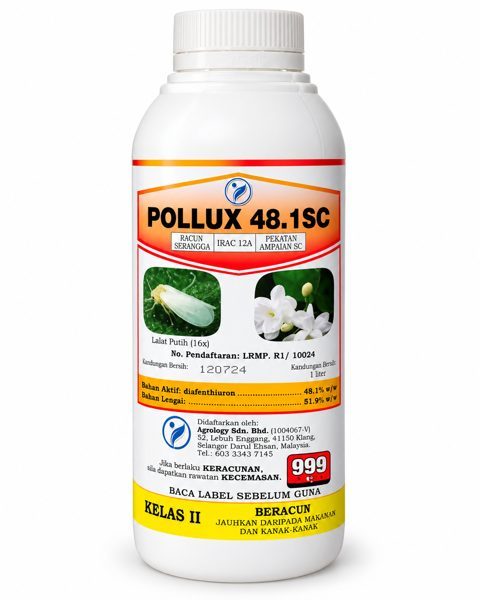 POLLUX 48.1SC
RACUN SERANGGA
IRAC 12A
PEKATAN AMPAIAN SC
Lalat Putih (16x)
No. Pendaftaran: LRMP. R1/ 10024
Kandungan Bersih: 120724
Kandungan Bersih:
1 liter
Bahan Aktif: diafenthiuron ........................ 48.1% w/w
Bahan Lengai: ........................................ 51.9% w/w
Didaftarkan oleh:
Agrology Sdn. Bhd. (1004067-V)
52, Lebuh Enggang, 41150 Klang,
Selangor Darul Ehsan, Malaysia.
Tel.: 603 3343 7145
Jika berlaku KERACUNAN,
sila dapatkan rawatan KECEMASAN.
999
BACA LABEL SEBELUM GUNA
KELAS II
BERACUN
JAUHKAN DARIPADA MAKANAN
DAN KANAK-KANAK